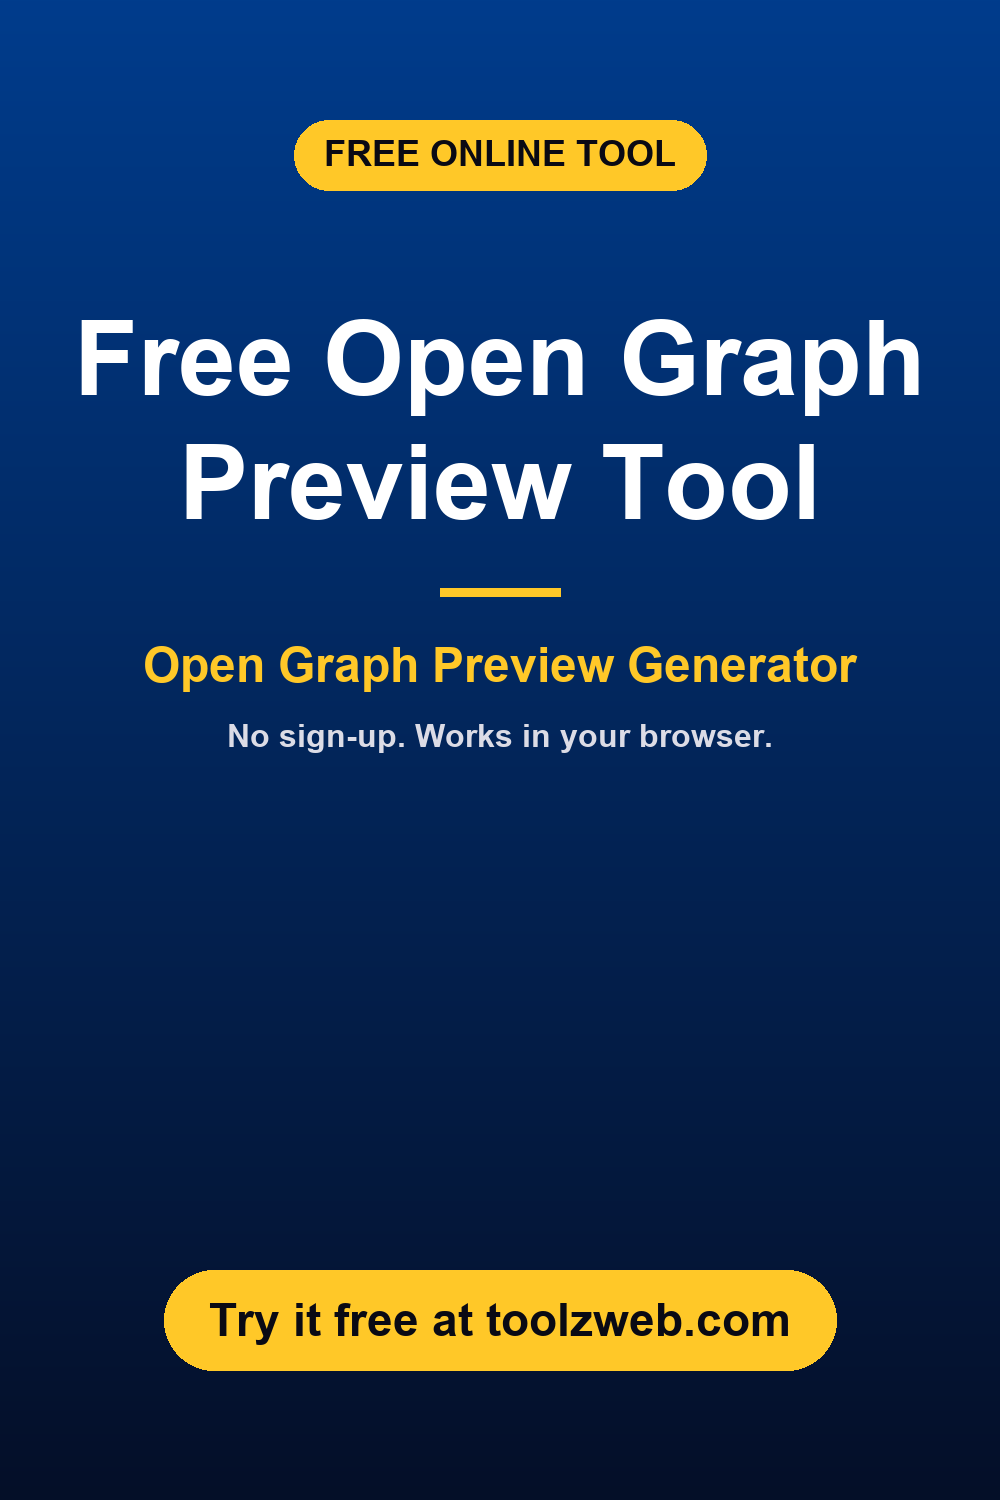 FREE ONLINE TOOL
Free Open Graph
Preview Tool
Open Graph Preview Generator
No sign-up. Works in your browser.
Try it free at toolzweb.com